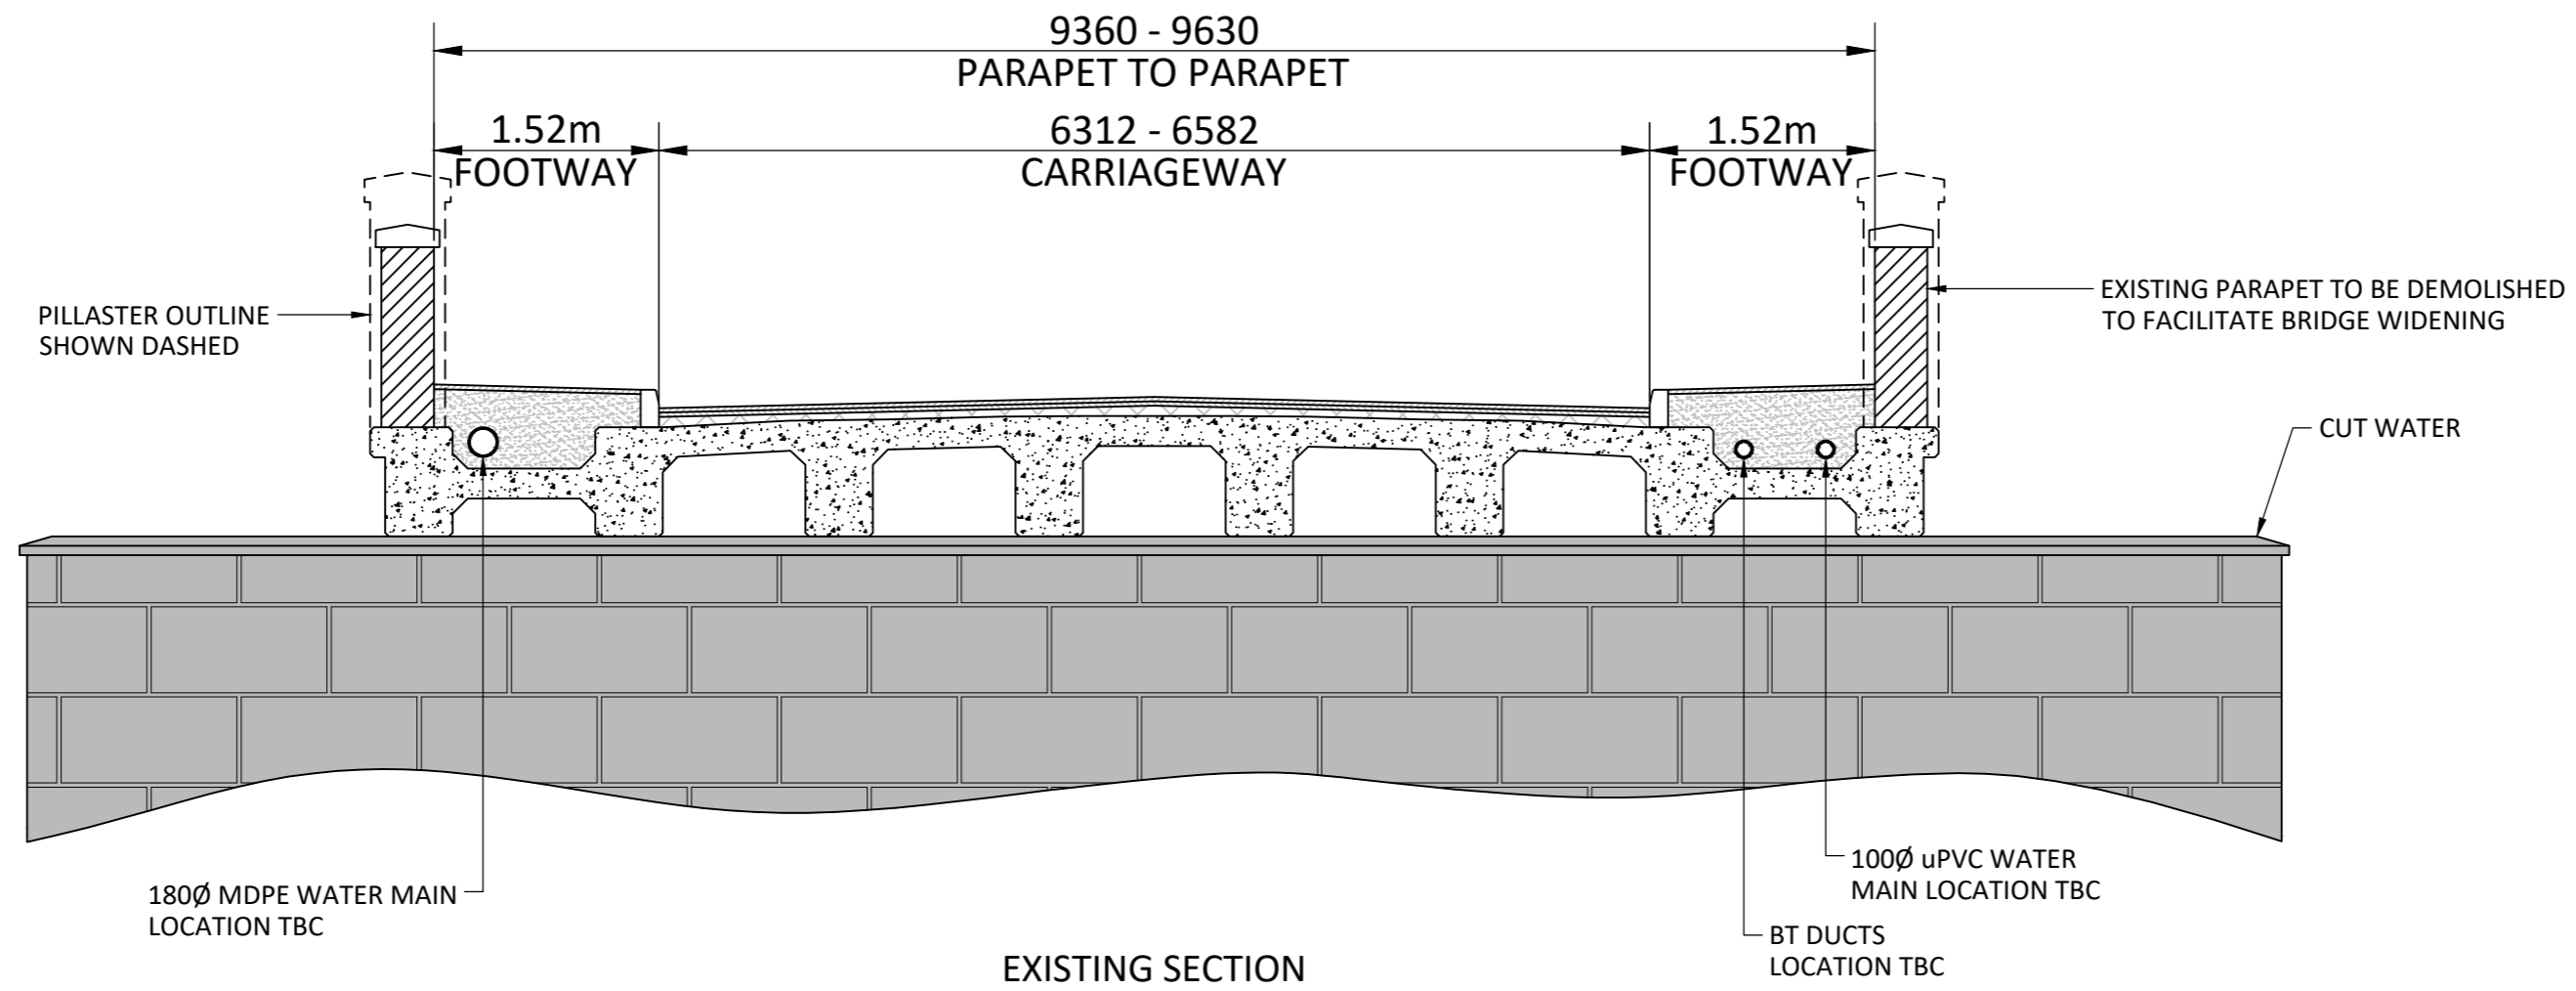 9360 - 9630
PARAPET TO PARAPET
1.52m
FOOTWAY
6312 - 6582
CARRIAGEWAY
1.52m
FOOTWAY
PILLASTER OUTLINE
SHOWN DASHED
EXISTING PARAPET TO BE DEMOLISHED
TO FACILITATE BRIDGE WIDENING
CUT WATER
180Ø MDPE WATER MAIN
LOCATION TBC
100Ø uPVC WATER
MAIN LOCATION TBC
BT DUCTS
LOCATION TBC
EXISTING SECTION